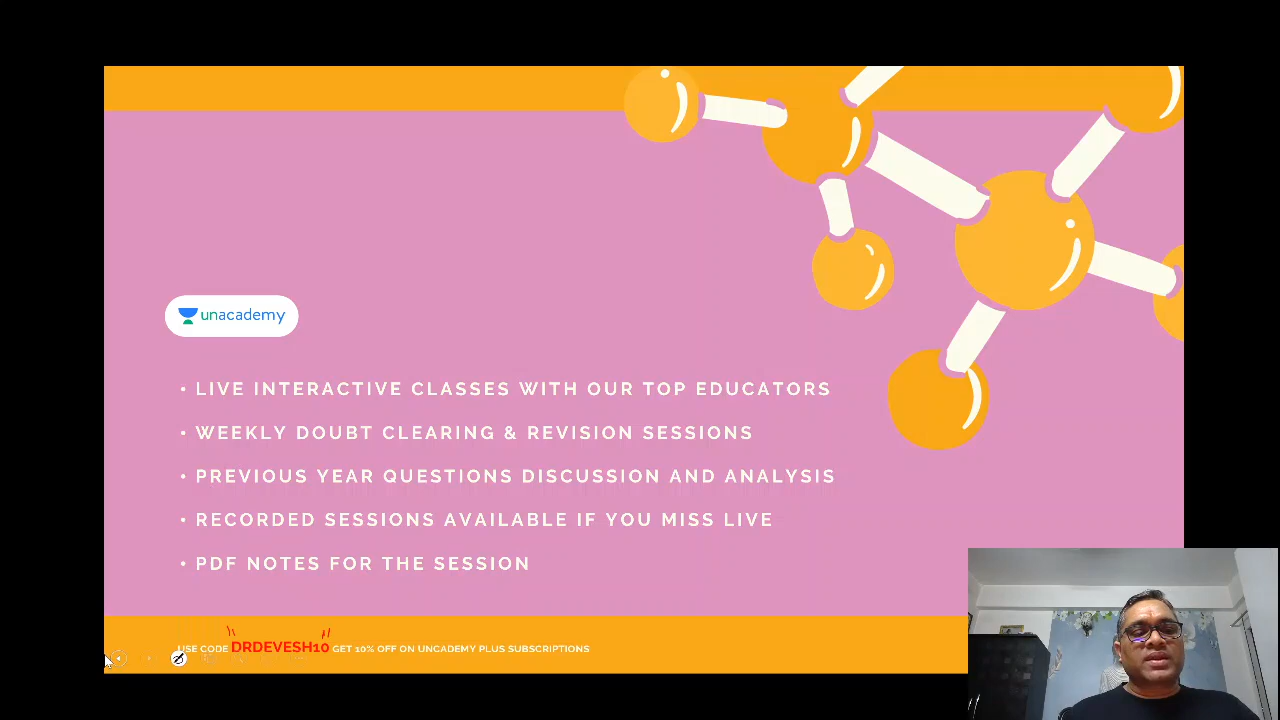 unacademy
• LIVE INTERACTIVE CLASSES WITH OUR TOP EDUCATORS
• WEEKLY DOUBT CLEARING & REVISION SESSIONS
• PREVIOUS YEAR QUESTIONS DISCUSSION AND ANALYSIS
• RECORDED SESSIONS AVAILABLE IF YOU MISS LIVE
• PDF NOTES FOR THE SESSION
USE CODE DRDEVESH10 GET 10% OFF ON UNCADEMY PLUS SUBSCRIPTIONS